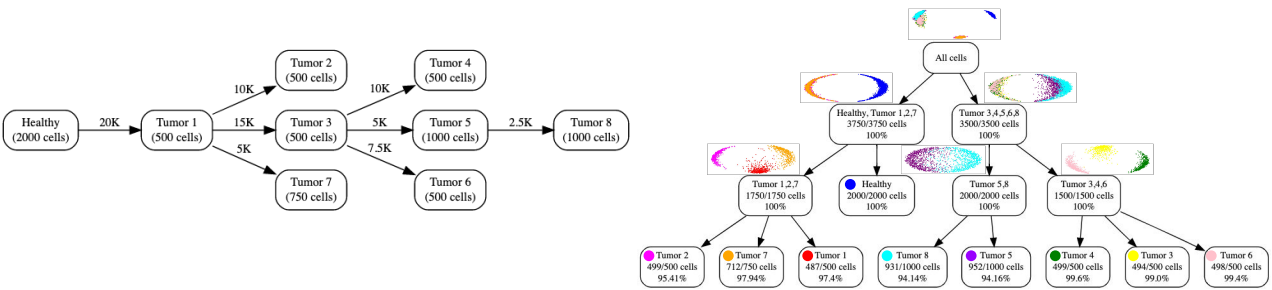 Healthy
(2000 cells)
20K
Tumor 1
(500 cells)
10K
15K
5K
Tumor 2
(500 cells)
Tumor 3
(500 cells)
Tumor 7
(750 cells)
10K
5K
7.5K
Tumor 4
(500 cells)
Tumor 5
(1000 cells)
Tumor 6
(500 cells)
2.5K
Tumor 8
(1000 cells)
All cells
Healthy, Tumor 1,2,7
3750/3750 cells
100%
Tumor 3,4,5,6,8
3500/3500 cells
100%
Tumor 1,2,7
1750/1750 cells
100%
Healthy
2000/2000 cells
100%
Tumor 5,8
2000/2000 cells
100%
Tumor 3,4,6
1500/1500 cells
100%
Tumor 2
499/500 cells
95.41%
Tumor 7
712/750 cells
97.94%
Tumor 1
487/500 cells
97.4%
Tumor 8
931/1000 cells
94.14%
Tumor 5
952/1000 cells
94.16%
Tumor 4
499/500 cells
99.6%
Tumor 3
494/500 cells
99.0%
Tumor 6
498/500 cells
99.4%